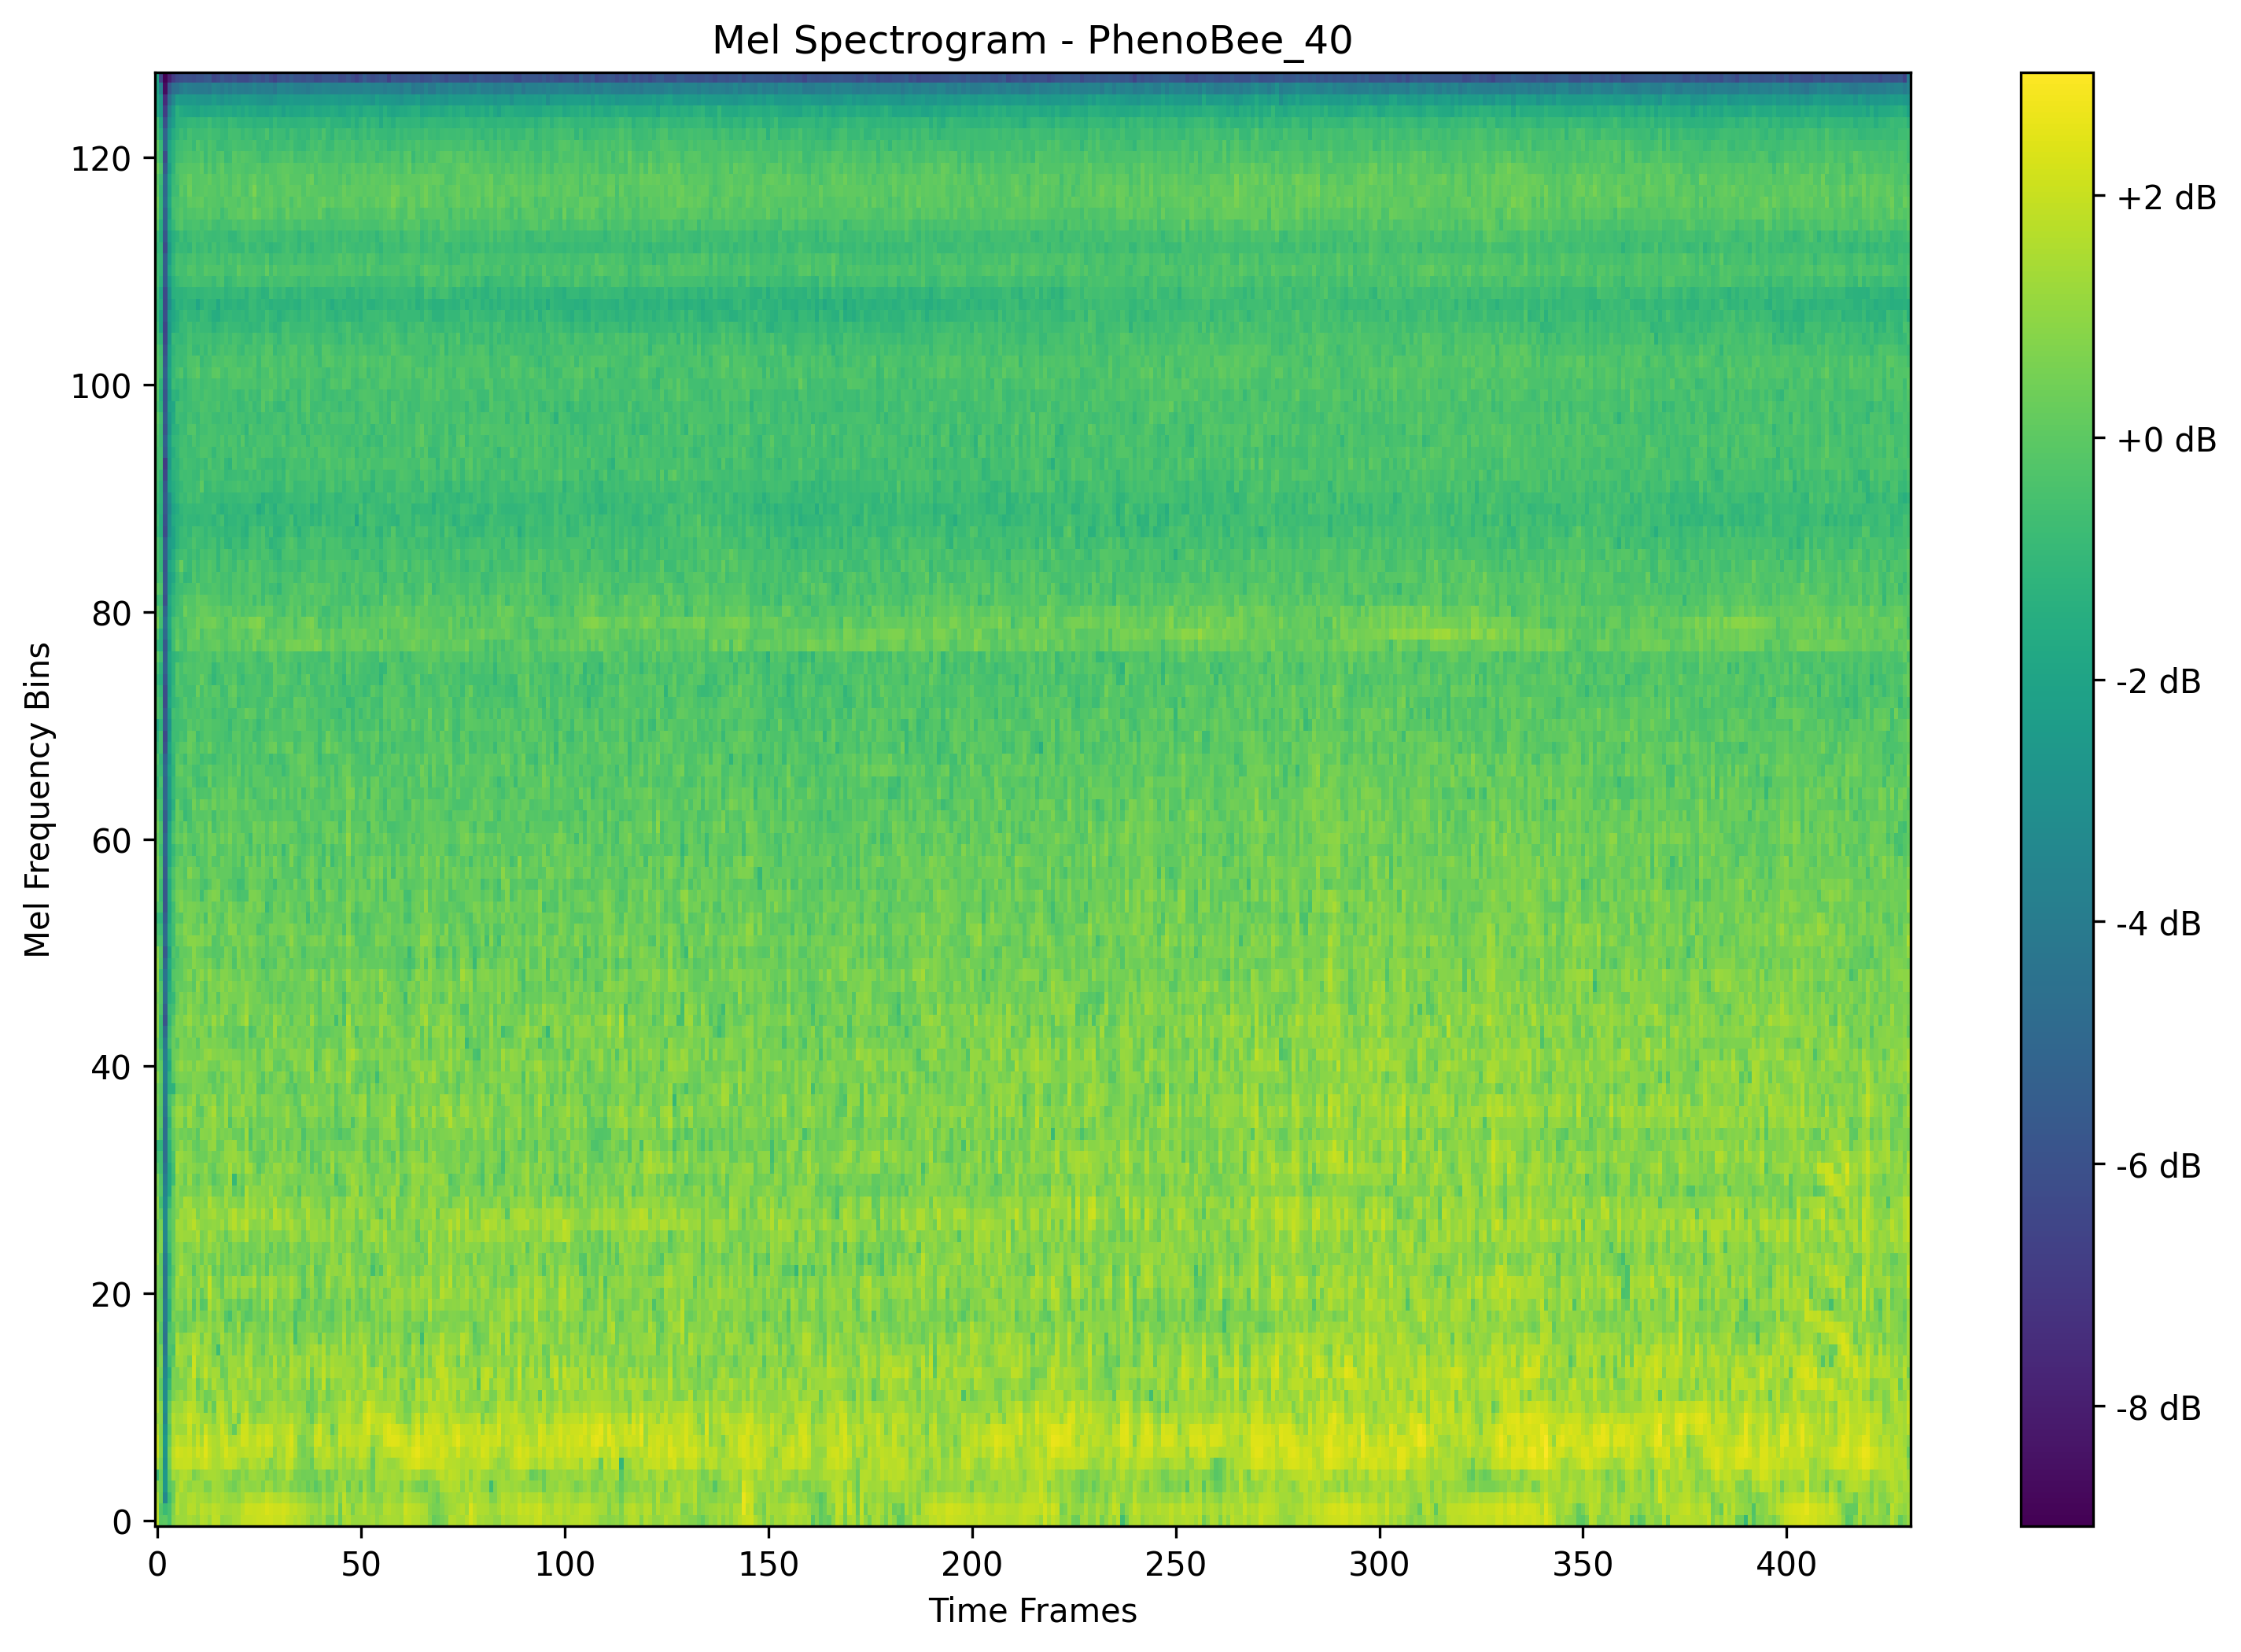 Mel Spectrogram - PhenoBee_40
Mel Frequency Bins
120
100
80
60
40
20
0
0 50 100 150 200 250 300 350 400
Time Frames
+2 dB
+0 dB
-2 dB
-4 dB
-6 dB
-8 dB